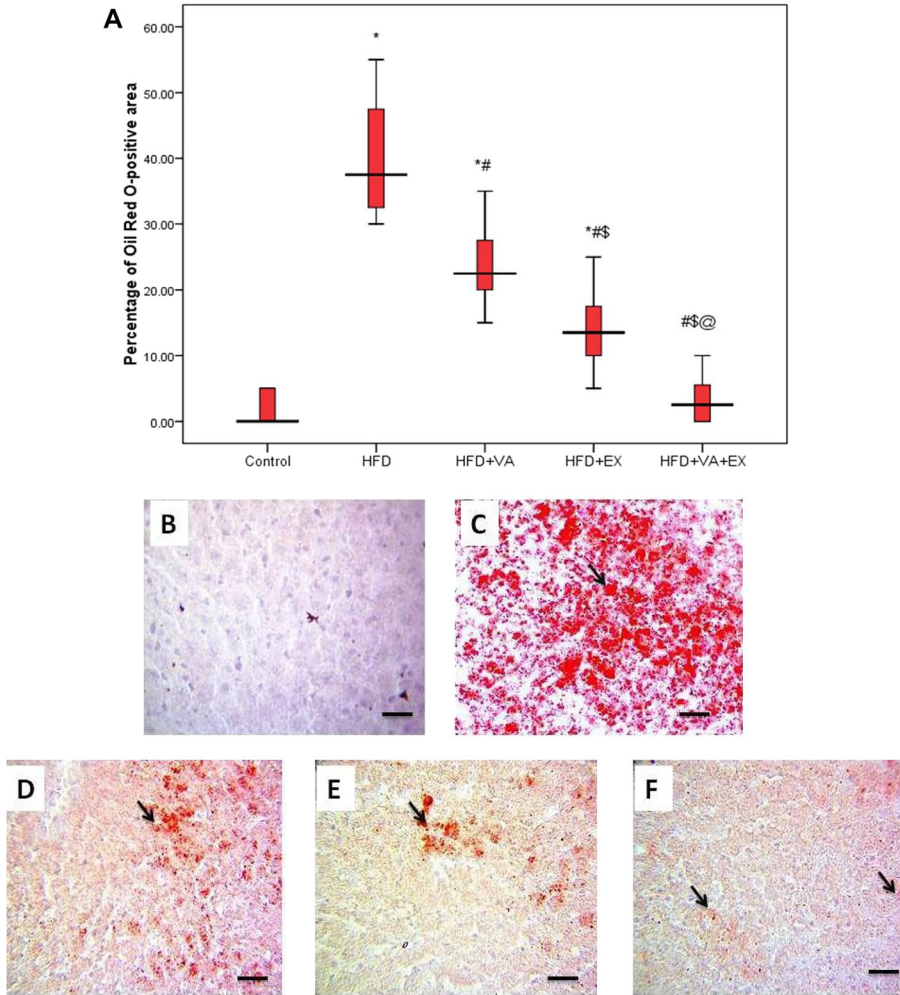 A
Percentage of Oil Red O-positive area
60.00
50.00
40.00
30.00
20.00
10.00
0.00
*
*#
*#$
#$@
Control HFD HFD+VA HFD+EX HFD+VA+EX
B
C
D
E
F